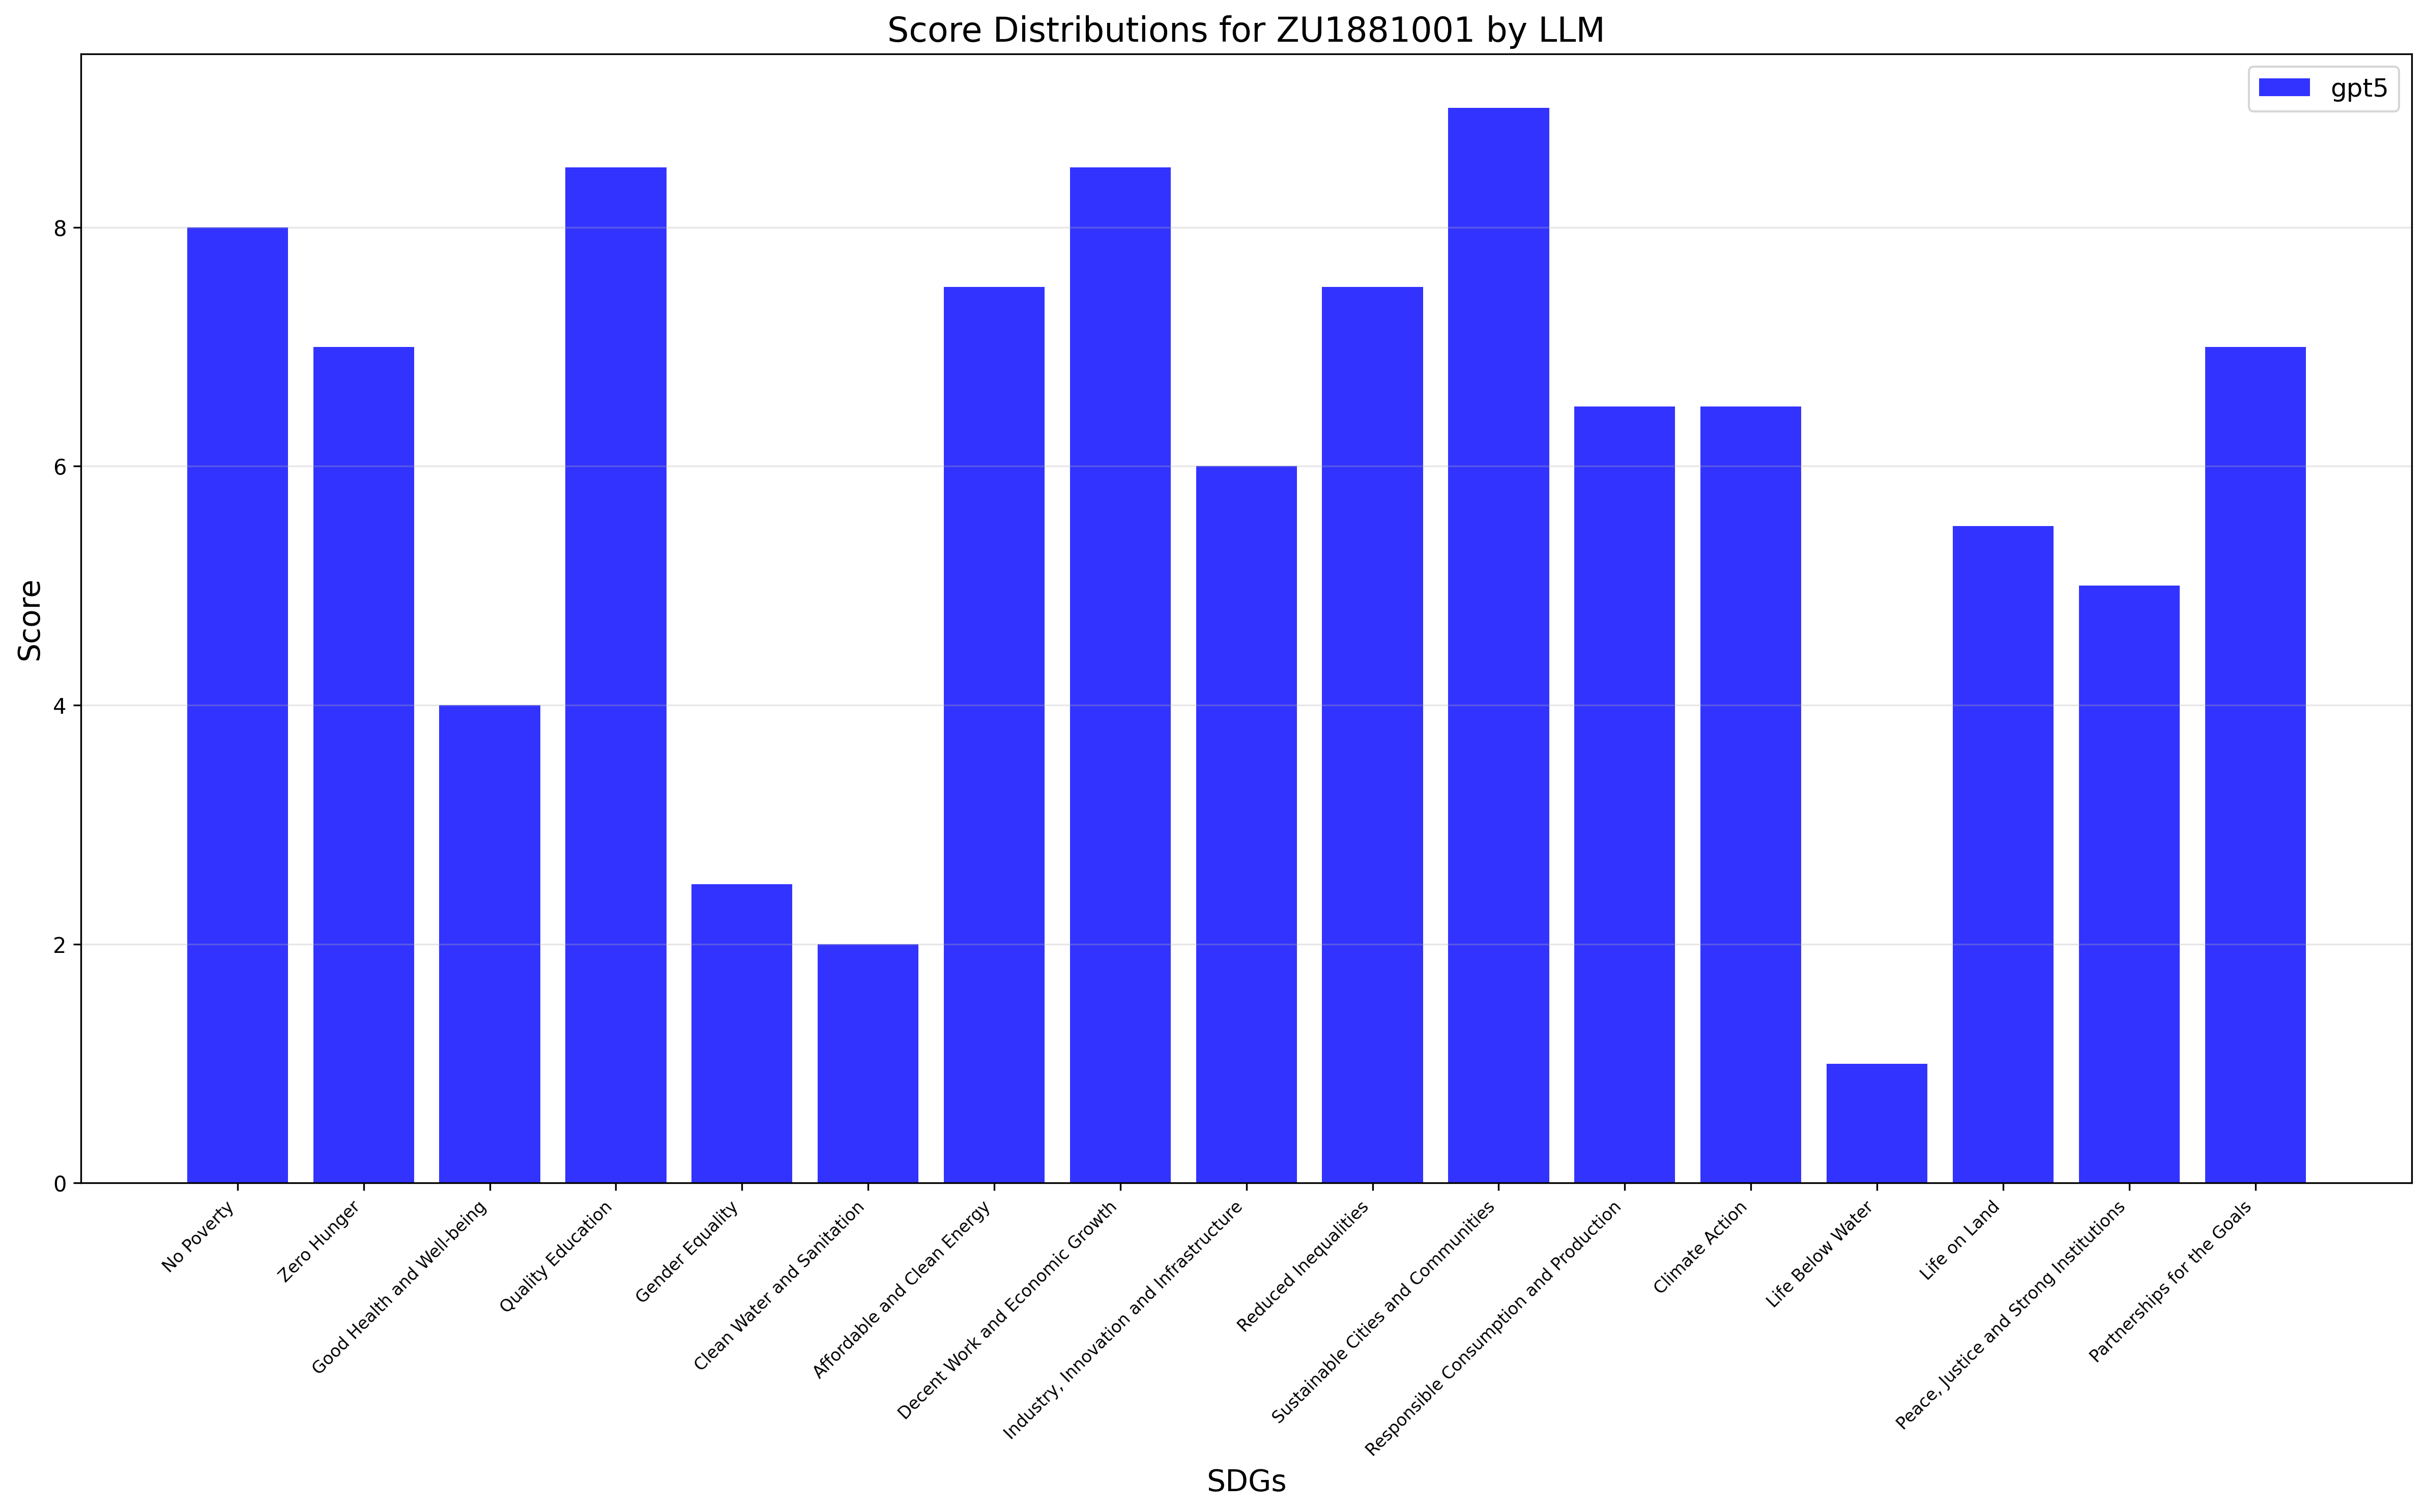 Score Distributions for ZU1881001 by LLM
gpt5
Score
8
6
4
2
0
No Poverty
Zero Hunger
Good Health and Well-being
Quality Education
Gender Equality
Clean Water and Sanitation
Affordable and Clean Energy
Decent Work and Economic Growth
Industry, Innovation and Infrastructure
Reduced Inequalities
Sustainable Cities and Communities
Responsible Consumption and Production
Climate Action
Life Below Water
Life on Land
Peace, Justice and Strong Institutions
Partnerships for the Goals
SDGs